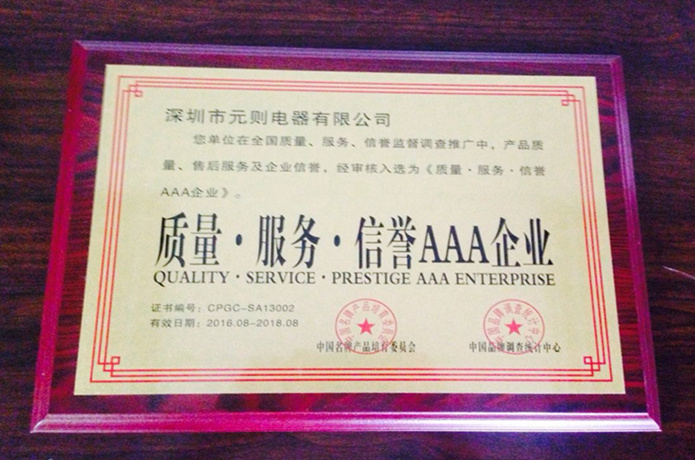 深圳市元则电器有限公司
您单位在全国质量、服务、信誉监督调查推广中，产品质
量、售后服务及企业信誉，经审核入选为《质量·服务·信誉
AAA企业》。
质量·服务·信誉AAA企业
QUALITY·SERVICE·PRESTIGE AAA ENTERPRISE
证书编号：CPGC-SA13002
有效日期：2016.08-2018.08
中国名牌产品培育委员会
中国品牌调查统计中心